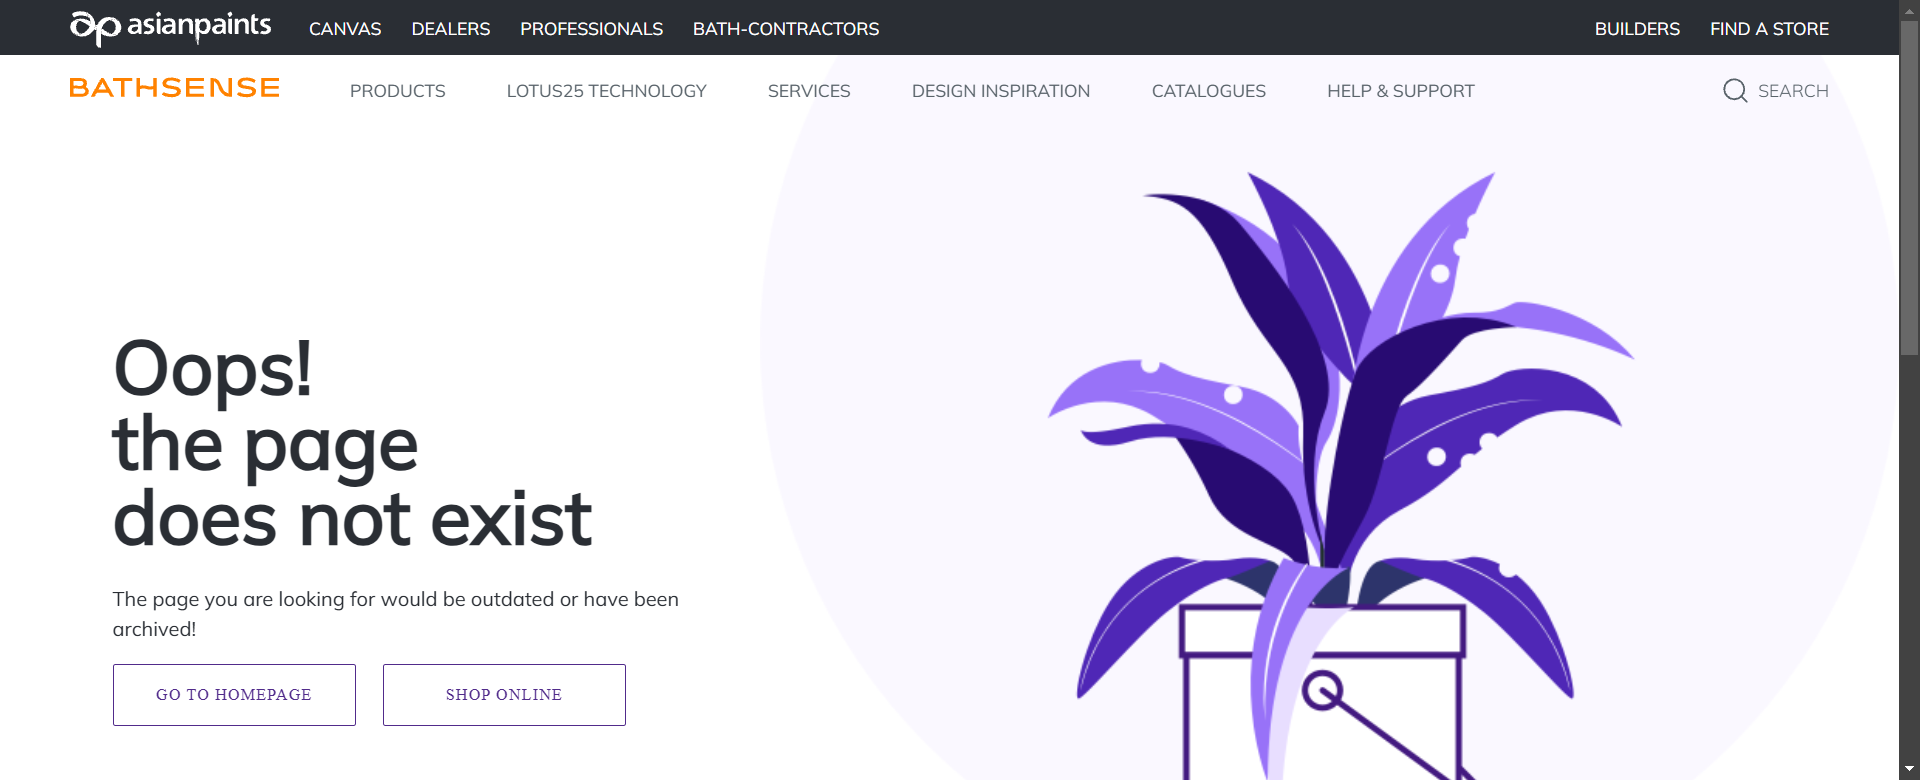 asianpaints CANVAS DEALERS PROFESSIONALS BATH-CONTRACTORS BUILDERS FIND A STORE
BATHSENSE PRODUCTS LOTUS25 TECHNOLOGY SERVICES DESIGN INSPIRATION CATALOGUES HELP & SUPPORT SEARCH
Oops!
the page
does not exist
The page you are looking for would be outdated or have been
archived!
GO TO HOMEPAGE SHOP ONLINE